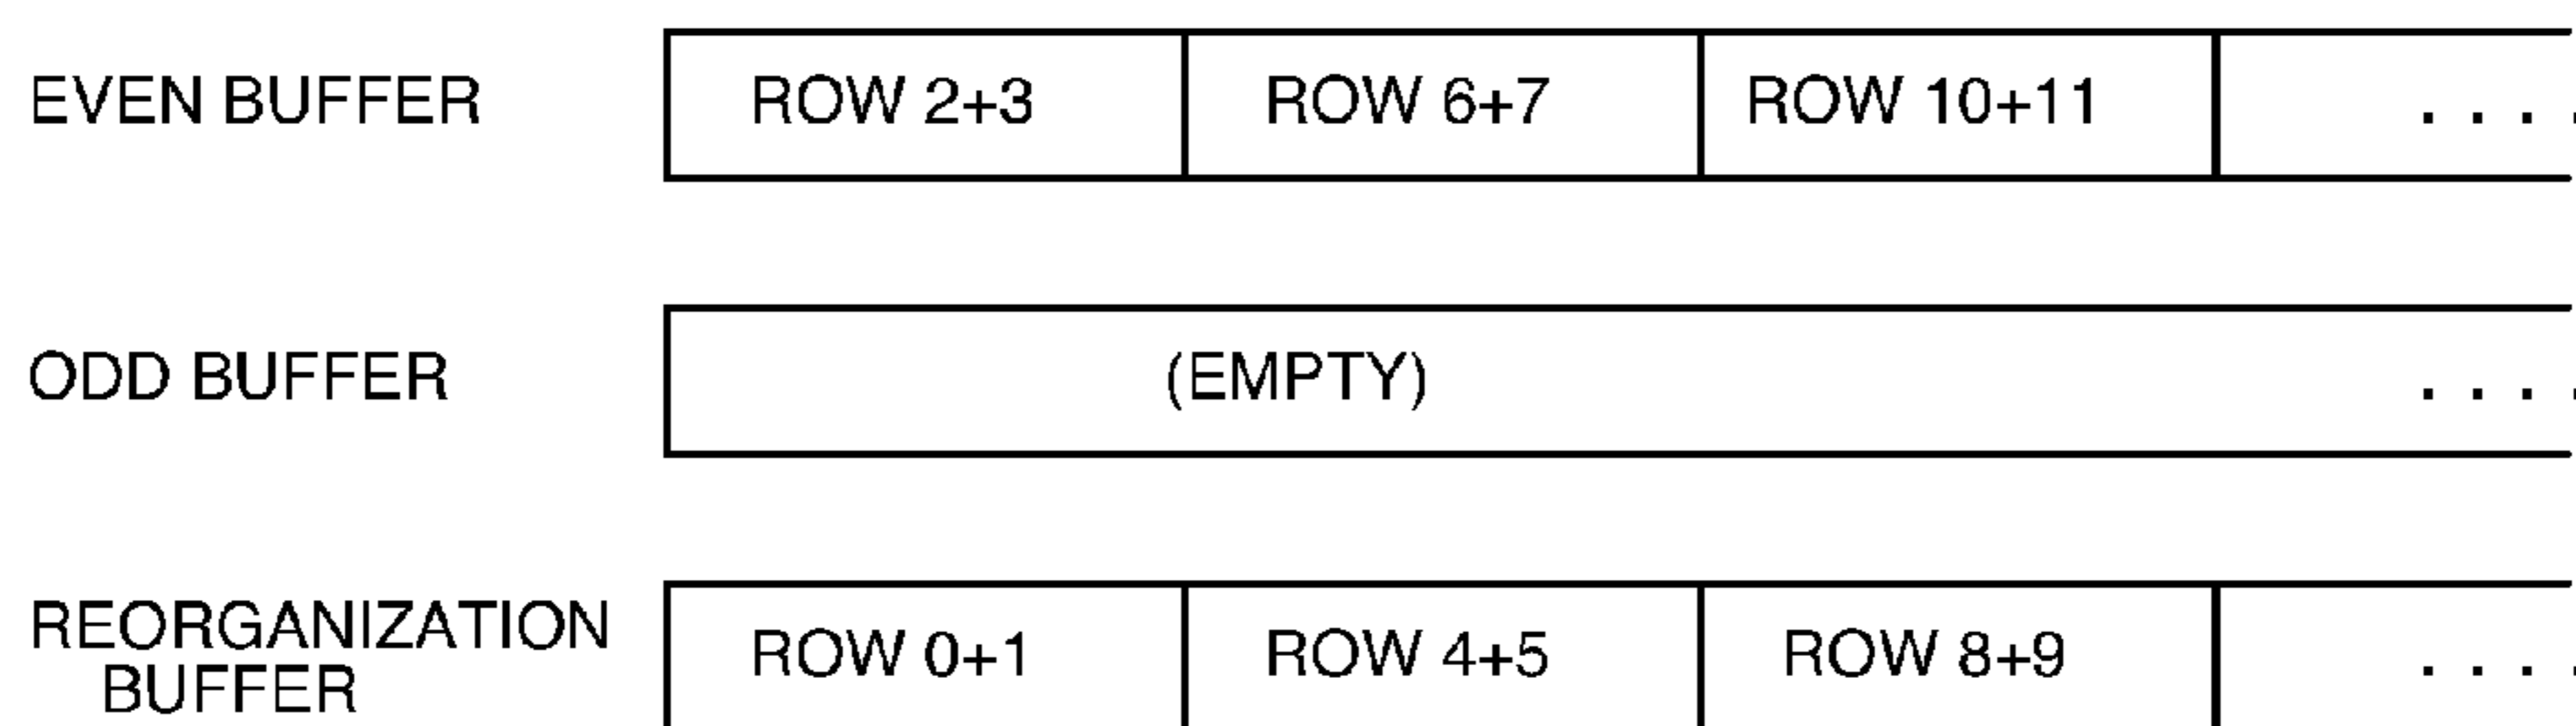 EVEN BUFFER ROW 2+3 ROW 6+7 ROW 10+11 . . . .
ODD BUFFER (EMPTY) . . . .
REORGANIZATION
BUFFER ROW 0+1 ROW 4+5 ROW 8+9 . . . .